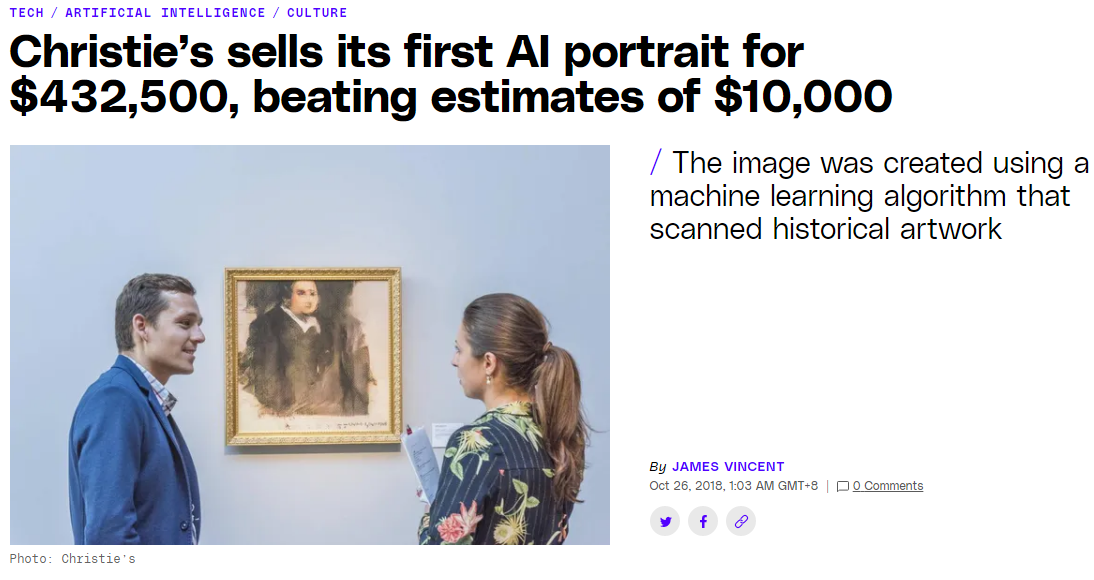 TECH / ARTIFICIAL INTELLIGENCE / CULTURE
Christie’s sells its first AI portrait for
$432,500, beating estimates of $10,000
/ The image was created using a
machine learning algorithm that
scanned historical artwork
By JAMES VINCENT
Oct 26, 2018, 1:03 AM GMT+8 | 0 Comments
Photo: Christie’s